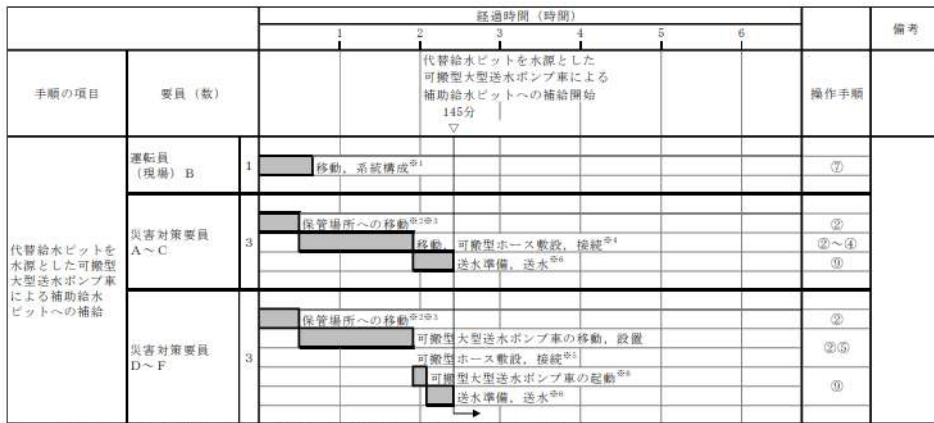 経過時間（時間）
備考
1 2 3 4 5 6
手順の項目
要員（数）
代替給水ピットを水源とした
可搬型大型送水ポンプ車による
補助給水ピットへの補給開始
145分
▽
操作手順
代替給水ピットを
水源とした可搬型
大型送水ポンプ車
による補助給水
ピットへの補給
運転員
（現場）B
1
移動，系統構成※1
⑦
災害対策要員
A～C
3
保管場所への移動※2※3
②
移動，可搬型ホース敷設，接続※4
②～④
送水準備，送水※6
⑨
災害対策要員
D～F
3
保管場所への移動※2※3
②
可搬型大型送水ポンプ車の移動，設置
②⑤
可搬型ホース敷設，接続※5
可搬型大型送水ポンプ車の起動※6
⑨
送水準備，送水※6